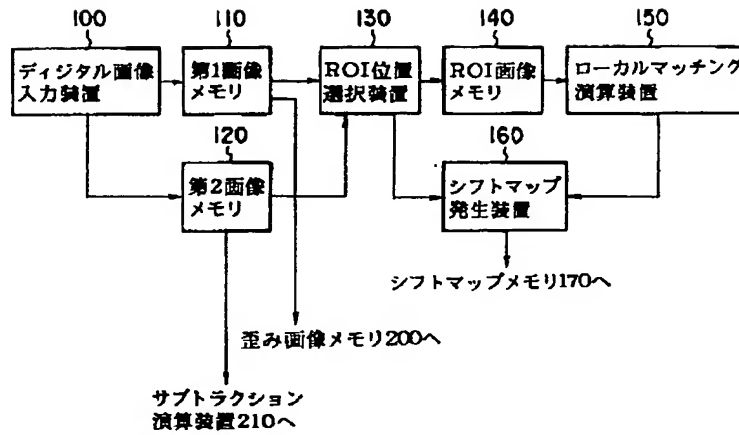 100
110
130
140
150
ディジタル画像
入力装置
第1画像
メモリ
ROI位置
選択装置
ROI画像
メモリ
ローカルマッチング
演算装置
120
160
第2画像
メモリ
シフトマップ
発生装置
シフトマップメモリ170へ
歪み画像メモリ200へ
サブトラクション
演算装置210へ